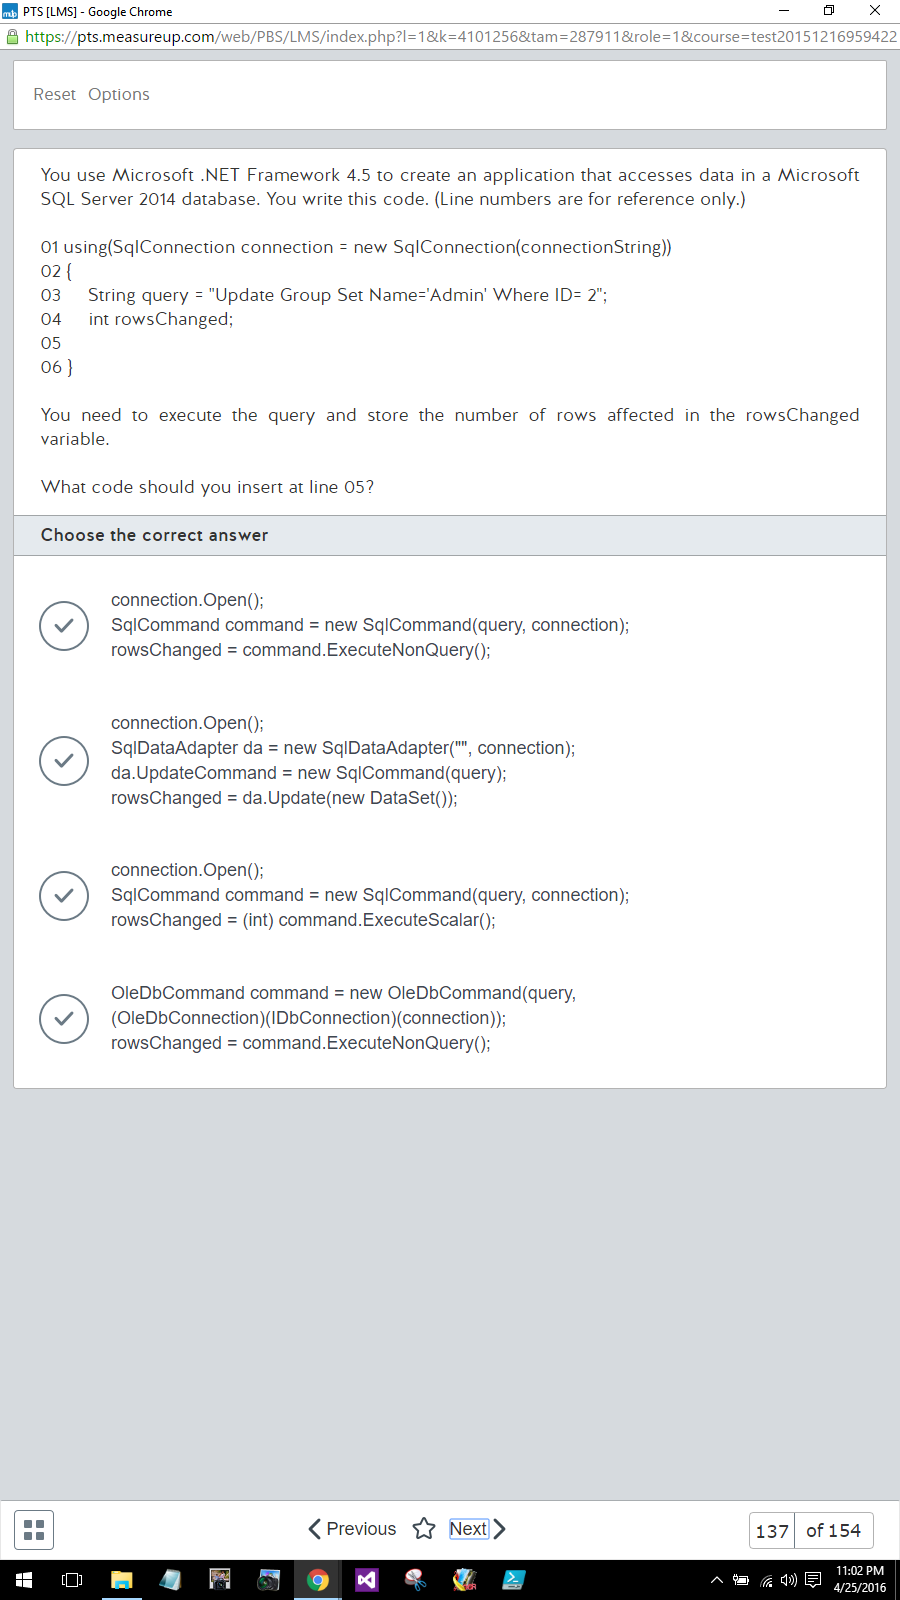 PTS [LMS] - Google Chrome
https://pts.measureup.com/web/PBS/LMS/index.php?l=1&k=4101256&tam=287911&role=1&course=test20151216959422
Reset Options
You use Microsoft .NET Framework 4.5 to create an application that accesses data in a Microsoft
SQL Server 2014 database. You write this code. (Line numbers are for reference only.)
01 using(SqlConnection connection = new SqlConnection(connectionString))
02 {
03 String query = "Update Group Set Name='Admin' Where ID= 2";
04 int rowsChanged;
05
06 }
You need to execute the query and store the number of rows affected in the rowsChanged
variable.
What code should you insert at line 05?
Choose the correct answer
connection.Open();
SqlCommand command = new SqlCommand(query, connection);
rowsChanged = command.ExecuteNonQuery();
connection.Open();
SqlDataAdapter da = new SqlDataAdapter("", connection);
da.UpdateCommand = new SqlCommand(query);
rowsChanged = da.Update(new DataSet());
connection.Open();
SqlCommand command = new SqlCommand(query, connection);
rowsChanged = (int) command.ExecuteScalar();
OleDbCommand command = new OleDbCommand(query,
(OleDbConnection)(IDbConnection)(connection));
rowsChanged = command.ExecuteNonQuery();
Previous Next 137 of 154
11:02 PM
4/25/2016